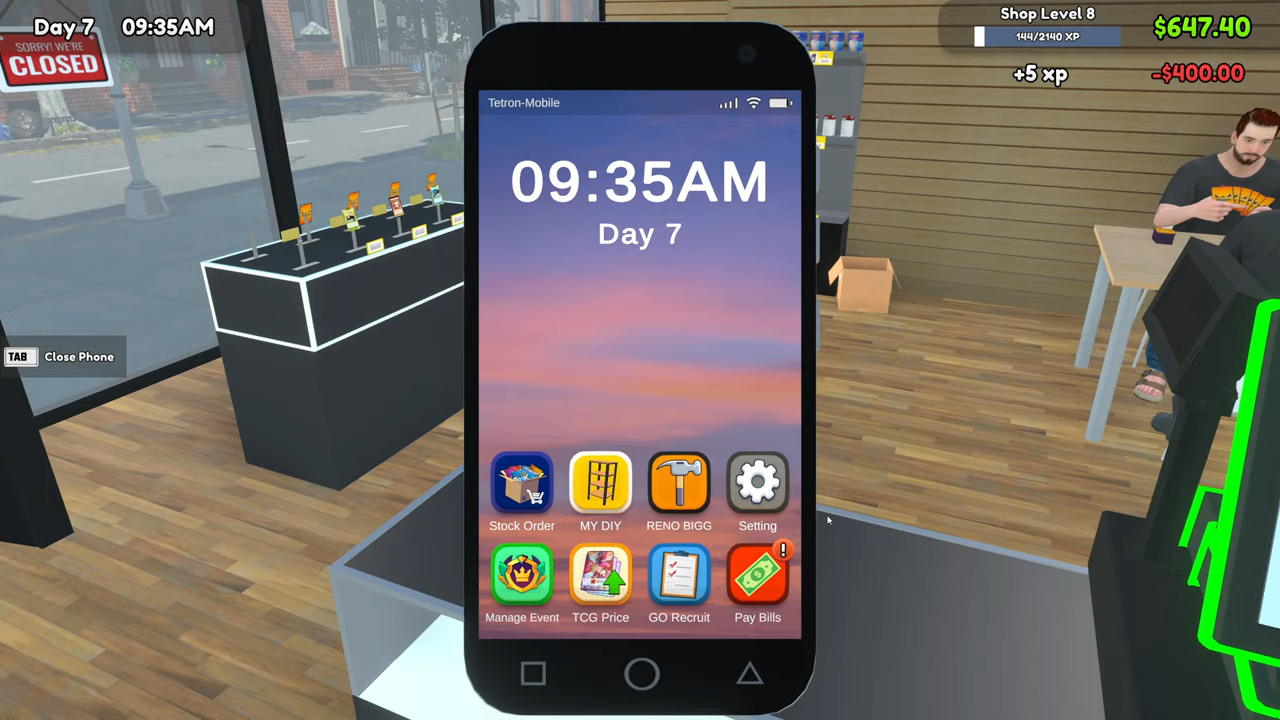 Day 7 09:35AM
SORRY! WE'RE
CLOSED
Shop Level 8
144/2140 XP
$647.40
+5 xp
-$400.00
Tetron-Mobile
09:35AM
Day 7
TAB Close Phone
Stock Order
MY DIY
RENO BIGG
Setting
!
Manage Event
TCG Price
GO Recruit
Pay Bills